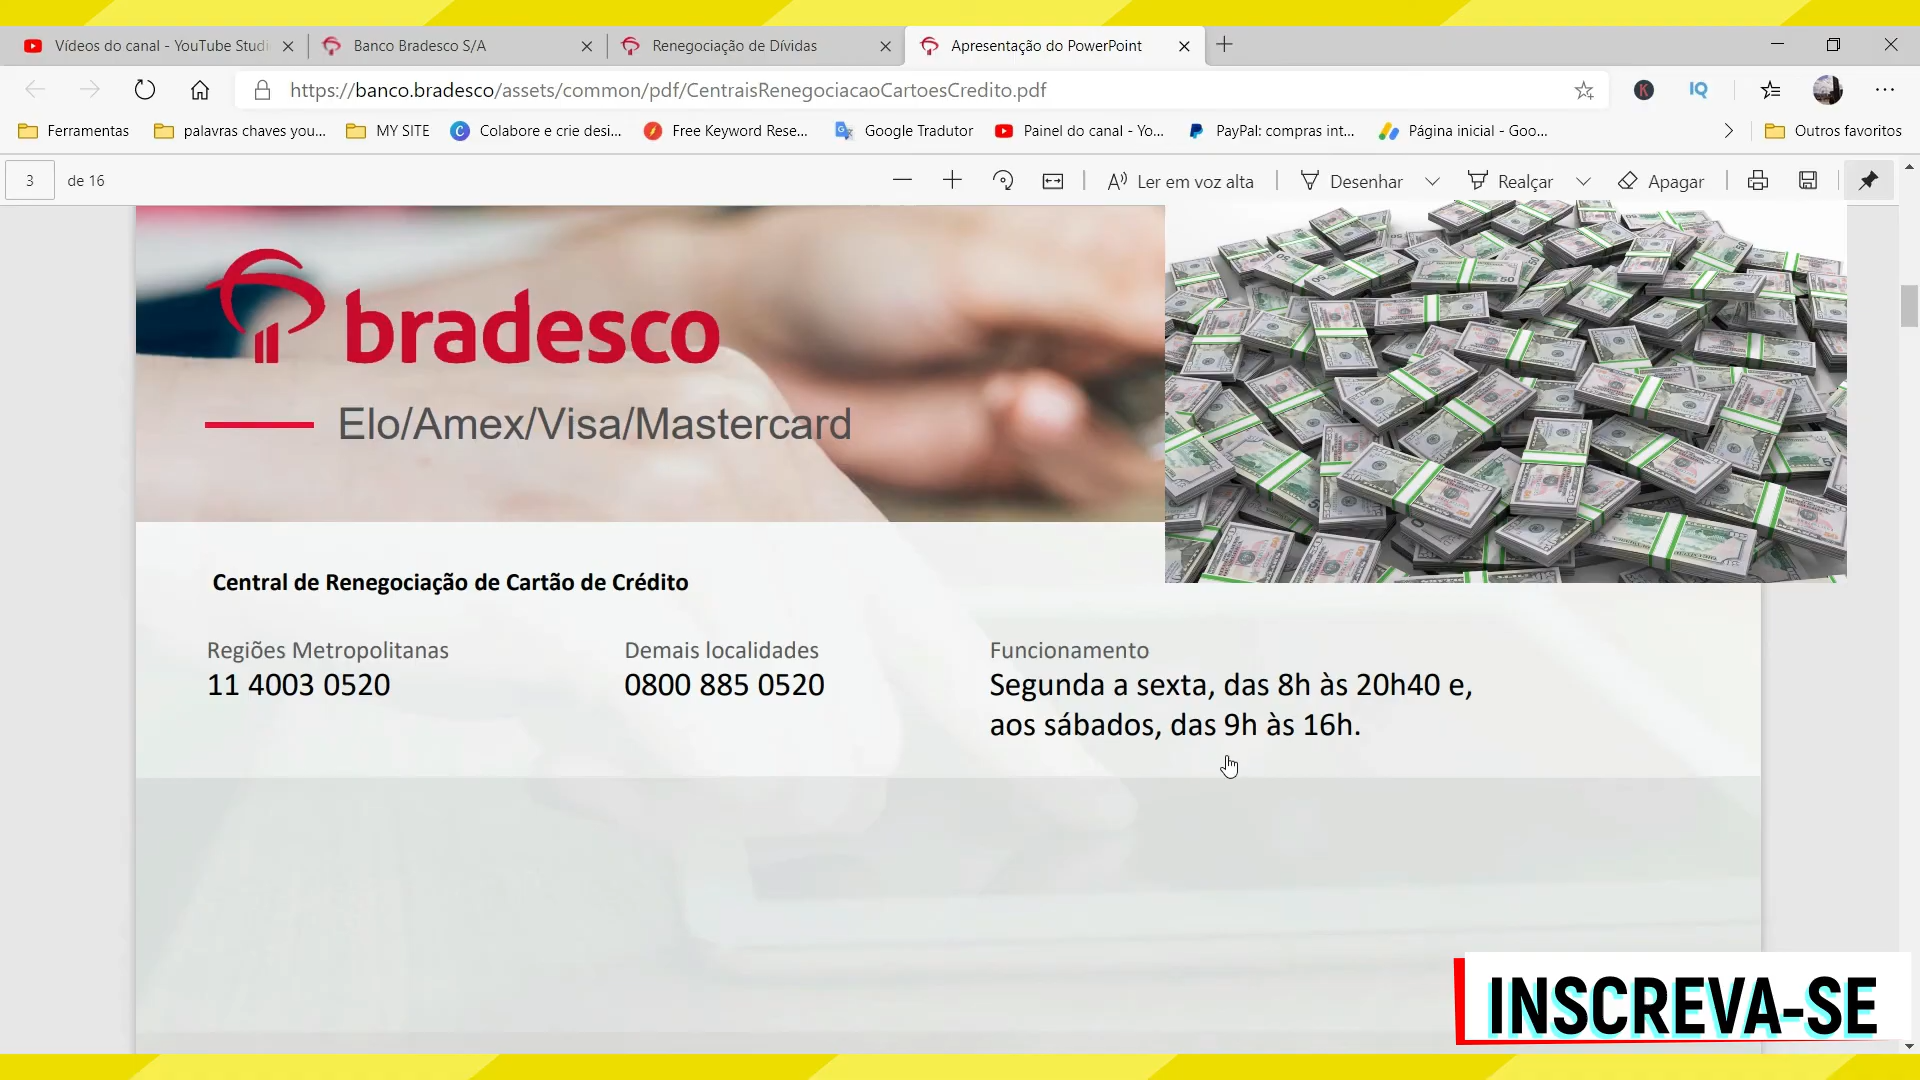 Vídeos do canal - YouTube Studi
Banco Bradesco S/A
Renegociação de Dívidas
Apresentação do PowerPoint
https://banco.bradesco/assets/common/pdf/CentraisRenegociacaoCartoesCredito.pdf
K
IQ
Ferramentas
palavras chaves you...
MY SITE
C
Colabore e crie desi...
Free Keyword Rese...
Google Tradutor
Painel do canal - Yo...
PayPal: compras int...
Página inicial - Goo...
Outros favoritos
3
de 16
Ler em voz alta
Desenhar
Realçar
Apagar
bradesco
Elo/Amex/Visa/Mastercard
Central de Renegociação de Cartão de Crédito
Regiões Metropolitanas
11 4003 0520
Demais localidades
0800 885 0520
Funcionamento
Segunda a sexta, das 8h às 20h40 e,
aos sábados, das 9h às 16h.
INSCREVA-SE